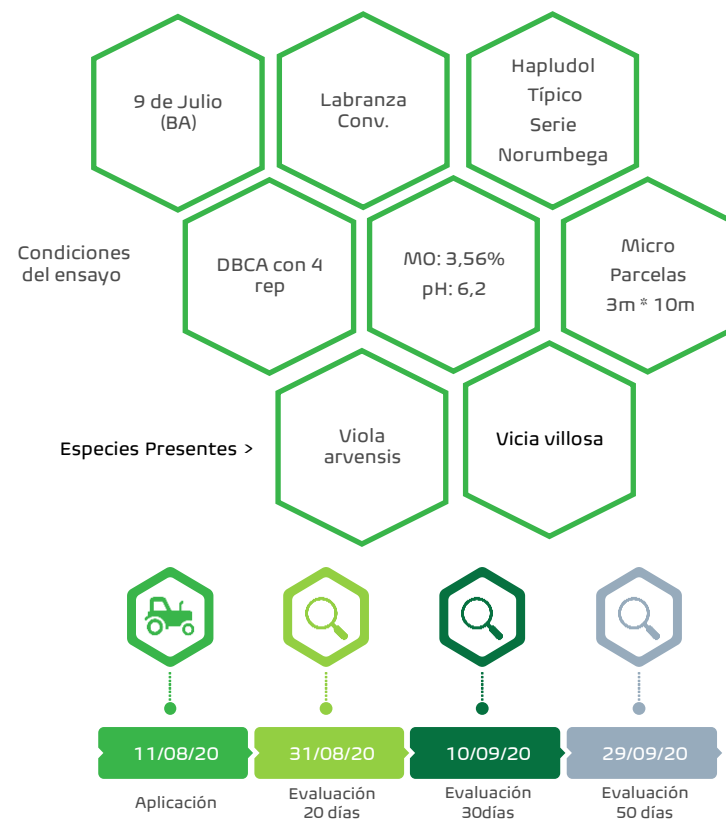 9 de Julio
(BA)
Labranza
Conv.
Hapludol
Típico
Serie
Norumbega
Condiciones
del ensayo
DBCA con 4
rep
MO: 3,56%
pH: 6,2
Micro
Parcelas
3m * 10m
Especies Presentes >
Viola
arvensis
Vicia villosa
11/08/20
31/08/20
10/09/20
29/09/20
Aplicación
Evaluación
20 días
Evaluación
30días
Evaluación
50 días